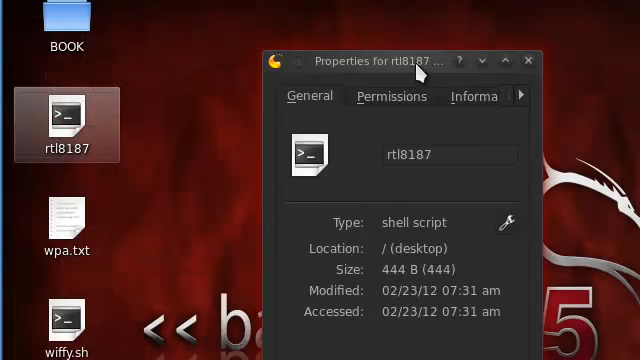 BOOK
rtl8187
wpa.txt
wiffy.sh
Properties for rtl8187 ...
?
General
Permissions
Informa
rtl8187
Type: shell script
Location: / (desktop)
Size: 444 B (444)
Modified: 02/23/12 07:31 am
Accessed: 02/23/12 07:31 am
<< ba
5